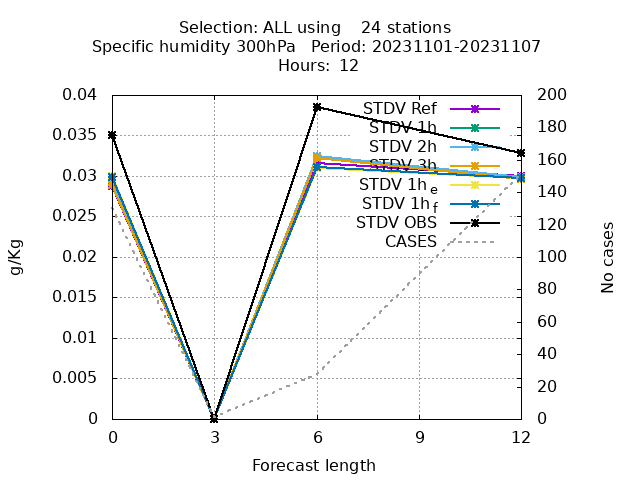 Selection: ALL using    24 stations
Specific humidity 300hPa   Period: 20231101-20231107
Hours: 12
0.04
0.035
0.03
0.025
0.02
0.015
0.01
0.005
0
g/Kg
STDV Ref
STDV 1h
STDV 2h
STDV 3h
STDV 1h e
STDV 1h f
STDV OBS
CASES
200
180
160
140
120
100
80
60
40
20
0
No cases
0 3 6 9 12
Forecast length